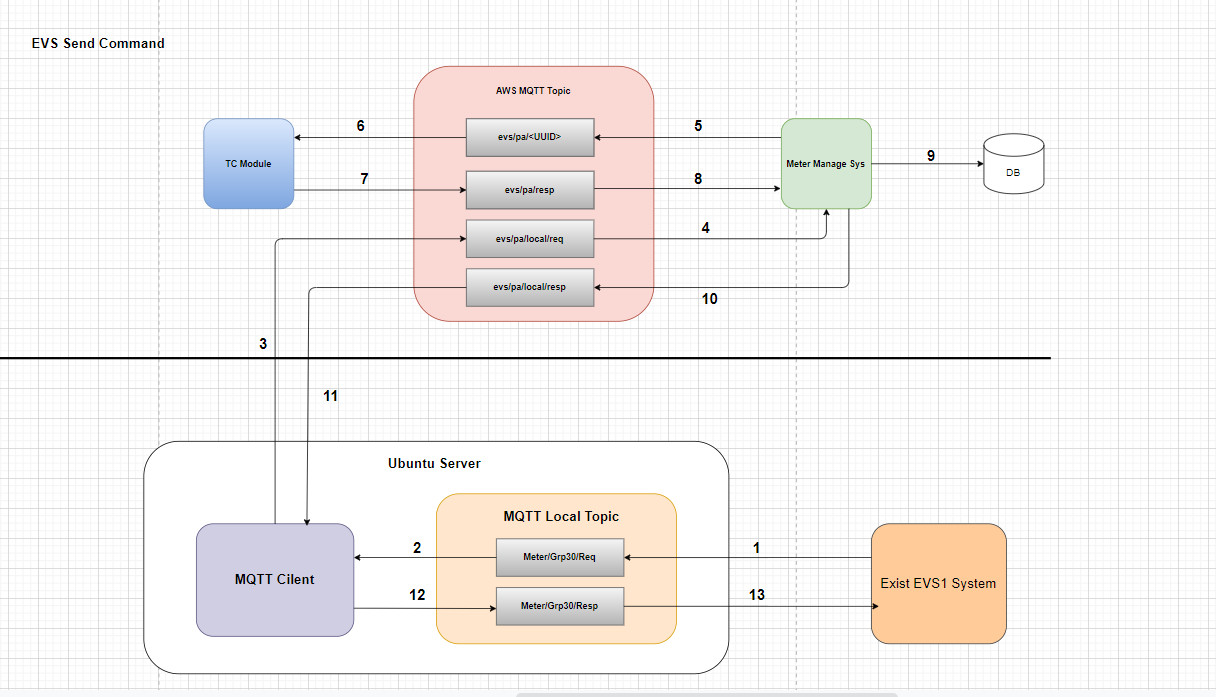 EVS Send Command
AWS MQTT Topic
6
evs/pa/<UUID>
5
TC Module
Meter Manage Sys
9
DB
7
evs/pa/resp
8
evs/pa/local/req
4
evs/pa/local/resp
10
3
11
Ubuntu Server
MQTT Local Topic
2
Meter/Grp30/Req
1
MQTT Cilent
Exist EVS1 System
12
Meter/Grp30/Resp
13